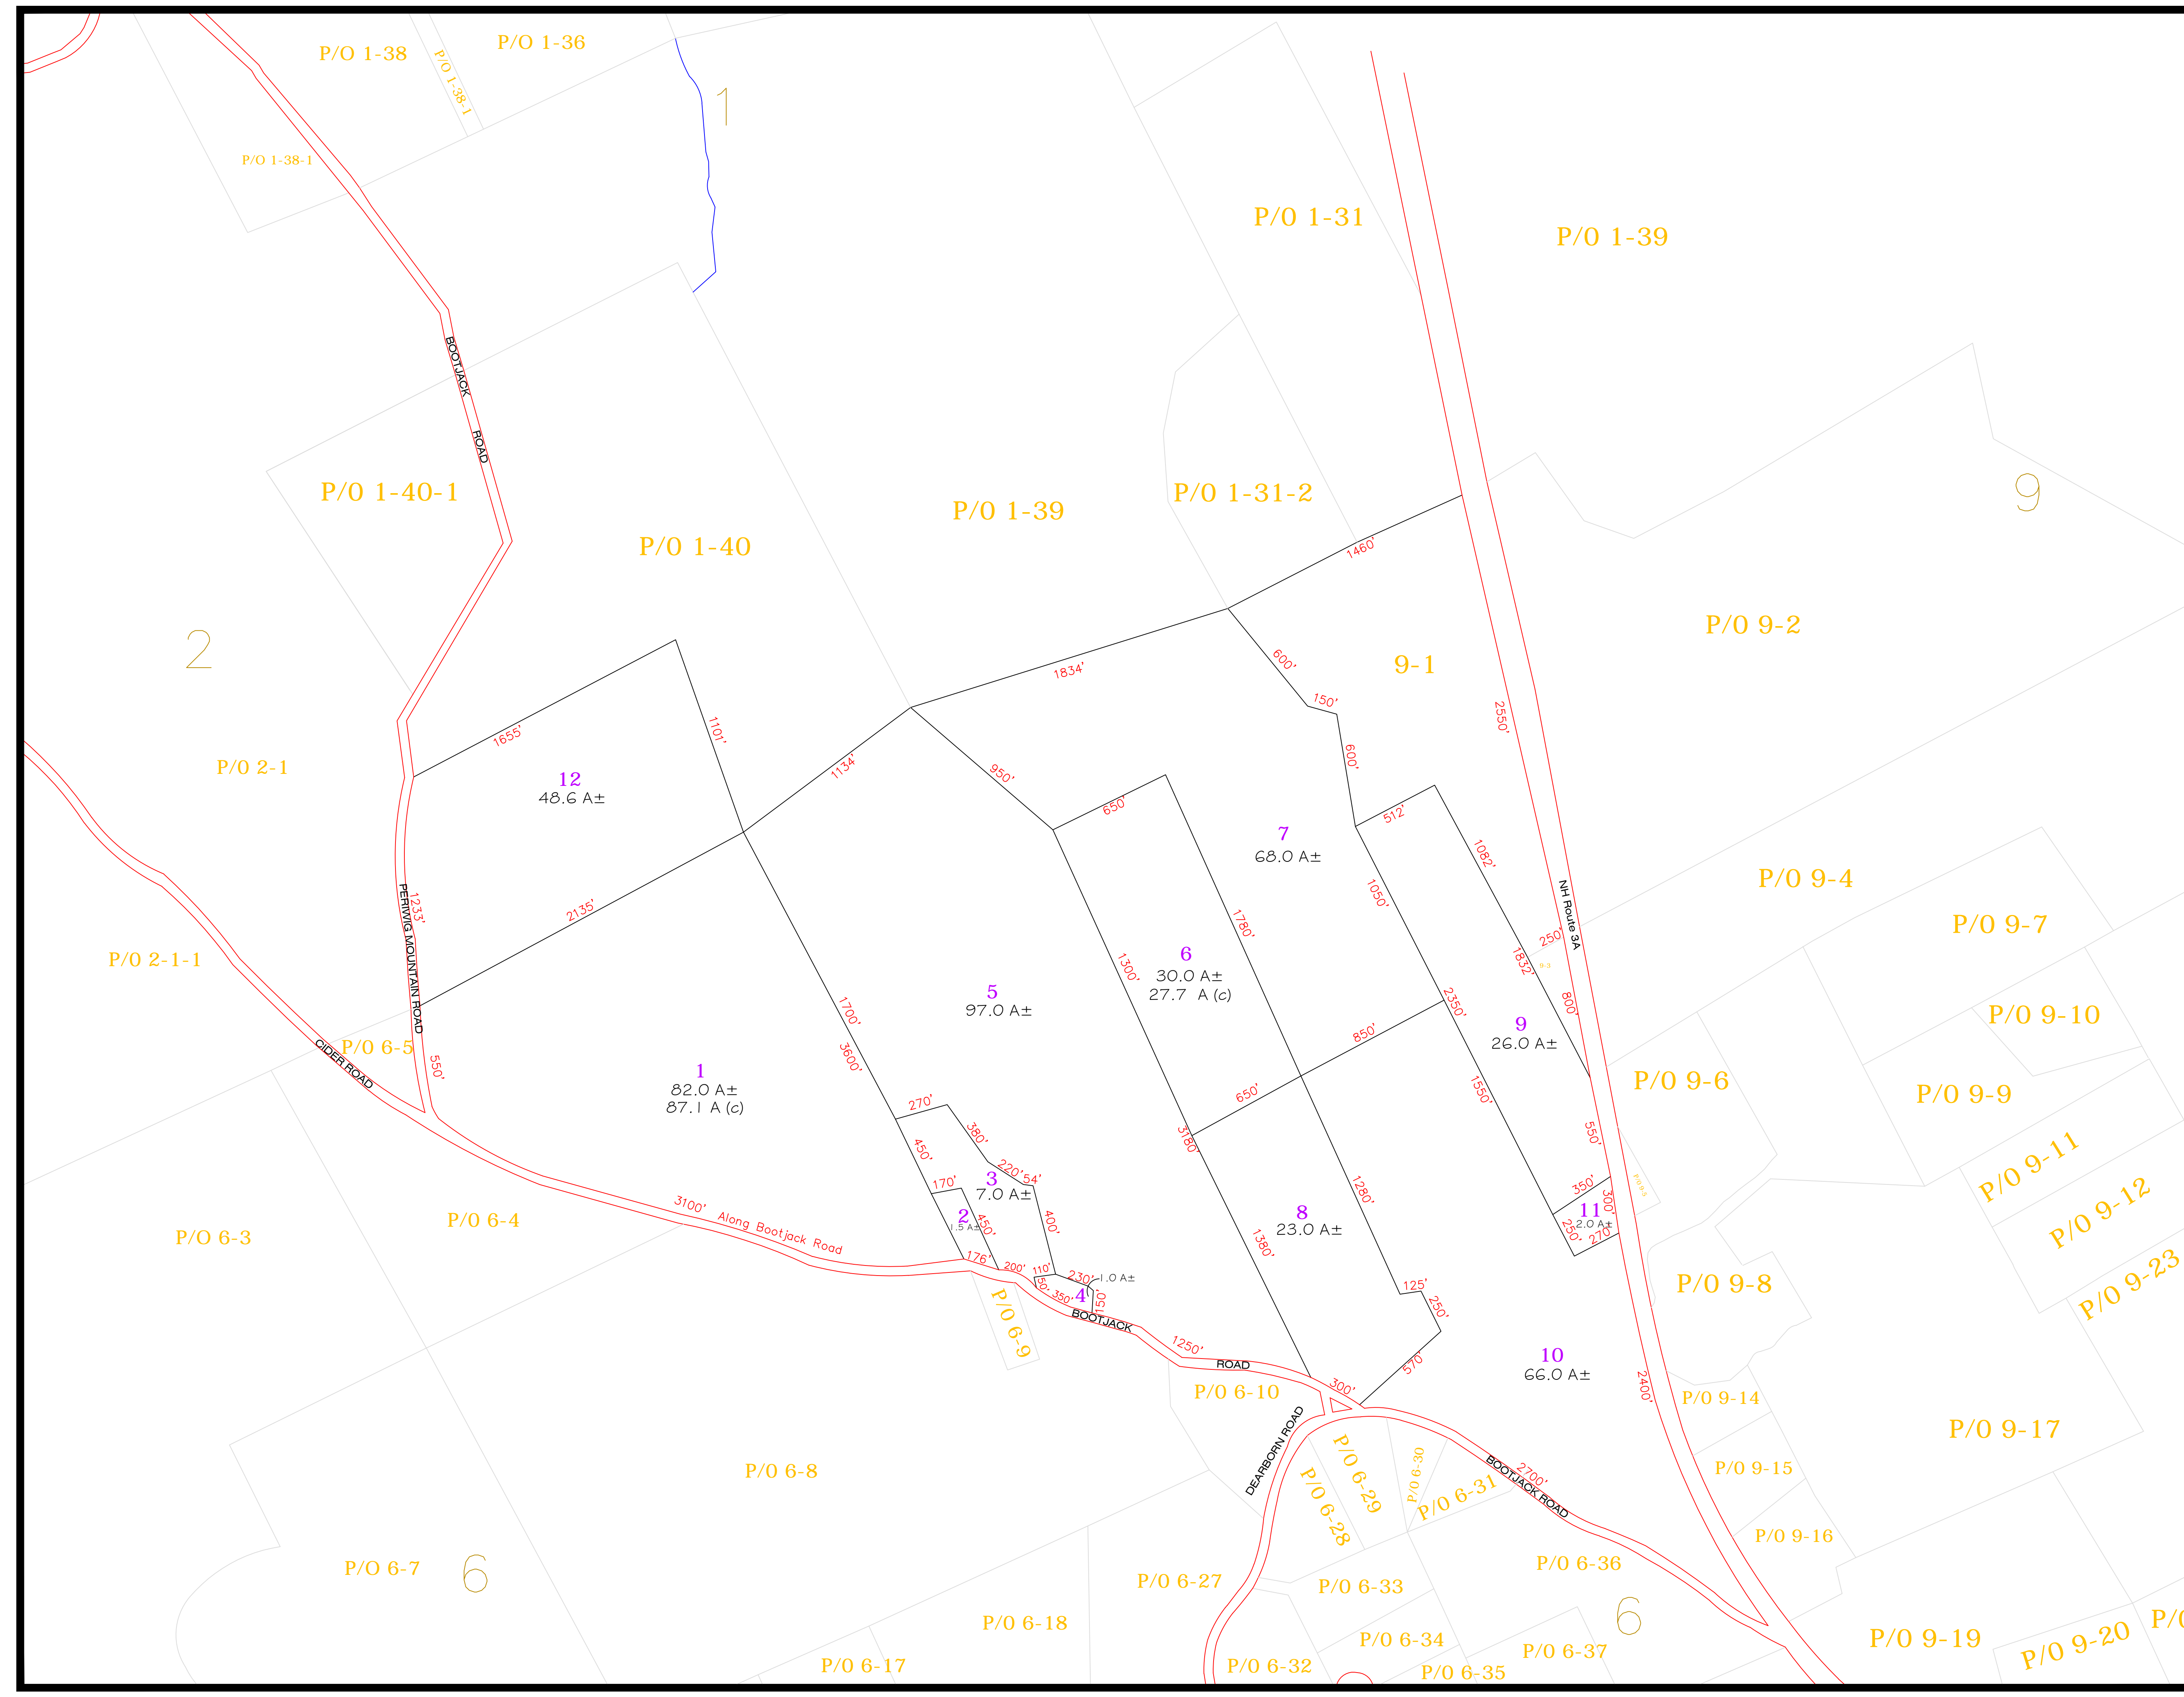 P/O 1-38
P/O 1-38-1
P/O 1-36
1
P/O 1-38-1
P/O 1-31
P/O 1-39
BOOTJACK
ROAD
P/O 1-40-1
P/O 1-40
P/O 1-39
P/O 1-31-2
1460'
9
2
P/O 2-1
P/O 9-2
9-1
600'
150'
600'
2550'
1834'
1655'
1101'
1134'
950'
650'
12
48.6 A±
7
68.0 A±
512'
1082'
1050'
P/O 9-4
P/O 9-7
NH Route 3A
250'
1832'
9-3
800'
1233'
PERIWIG MOUNTAIN ROAD
2135'
P/O 2-1-1
1780'
1300'
6
30.0 A±
27.7 A (c)
5
97.0 A±
1700'
3600'
2350'
850'
9
26.0 A±
P/O 9-10
P/O 9-6
P/O 9-9
P/O 6-5
CIDER ROAD
550'
1
82.0 A±
87.1 A (c)
270'
380'
450'
650'
3180'
1550'
550'
P/O 9-11
P/O 9-12
P/O 9-23
220'
54'
3
7.0 A±
170'
2
1.5 A±
450'
400'
1280'
8
23.0 A±
1380'
350'
300'
11
2.0 A±
250'
270'
P/O 9-5
P/O 6-3
P/O 6-4
3100' Along Bootjack Road
176'
200'
110'
230'
1.0 A±
50'
350'
4
150'
BOOTJACK
P/O 6-9
125'
250'
P/O 9-8
1250'
ROAD
10
66.0 A±
570'
300'
2400'
P/O 6-10
P/O 9-14
P/O 9-17
DEARBORN ROAD
P/O 6-28
P/O 6-29
P/O 6-30
P/O 6-31
2700'
BOOTJACK ROAD
P/O 9-15
P/O 9-16
P/O 6-8
P/O 6-7
6
P/O 6-27
P/O 6-33
P/O 6-36
6
P/O 6-18
P/O 6-17
P/O 6-32
P/O 6-34
P/O 6-35
P/O 6-37
P/O 9-19
P/O 9-20